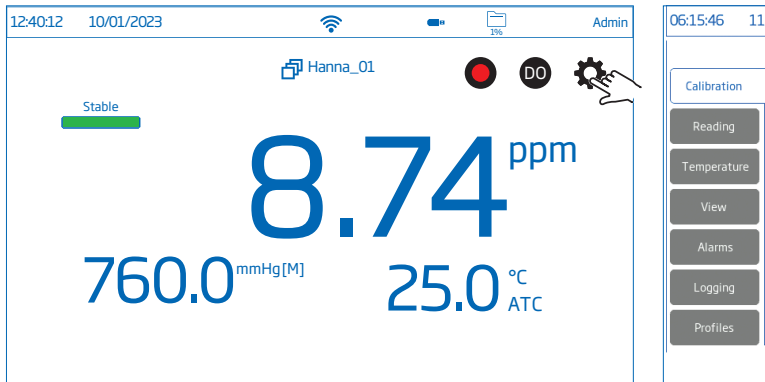 12:40:12 10/01/2023 1% Admin
Hanna_01 DO
Stable
8.74 ppm
760.0 mmHg[M] 25.0 °C
ATC
06:15:46 11
Calibration
Reading
Temperature
View
Alarms
Logging
Profiles